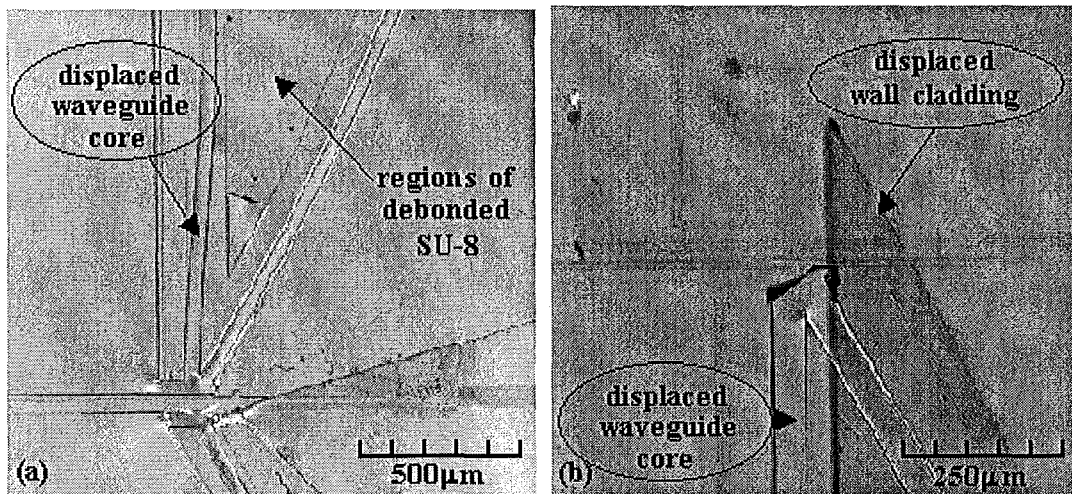 displaced
waveguide
core
regions of
debonded
SU-8
500μm
(a)
displaced
wall cladding
displaced
waveguide
core
250μm
(b)